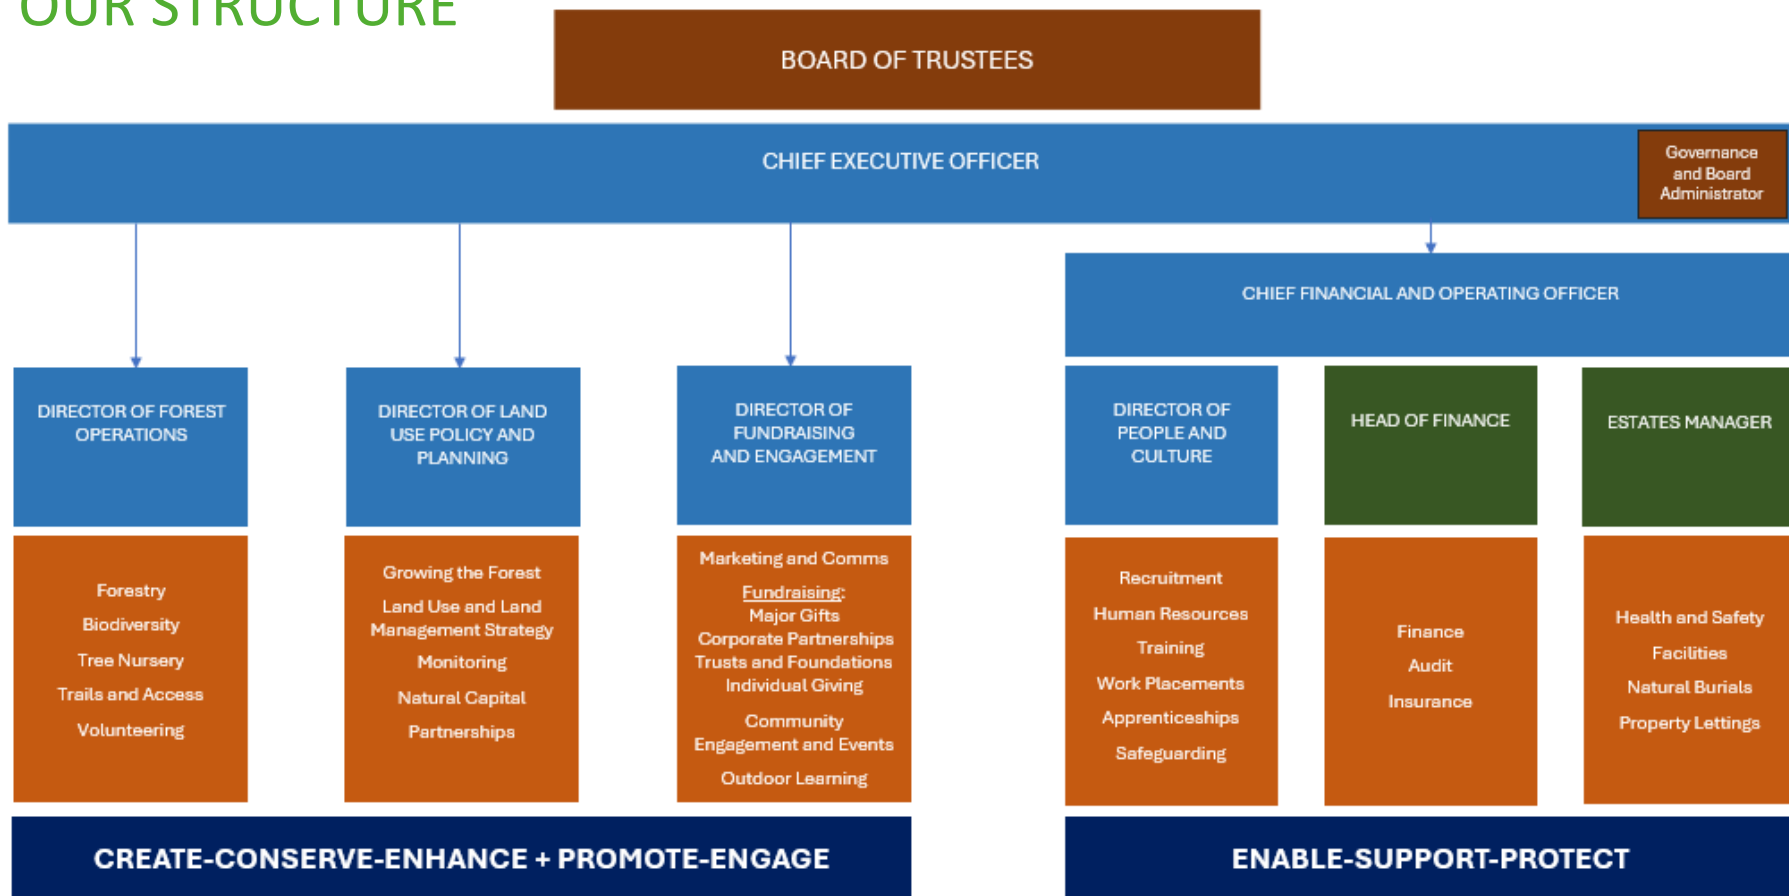 OUR STRUCTURE
BOARD OF TRUSTEES
CHIEF EXECUTIVE OFFICER
Governance
and Board
Administrator
CHIEF FINANCIAL AND OPERATING OFFICER
DIRECTOR OF FOREST
OPERATIONS
DIRECTOR OF LAND
USE POLICY AND
PLANNING
DIRECTOR OF
FUNDRAISING
AND ENGAGEMENT
DIRECTOR OF
PEOPLE AND
CULTURE
HEAD OF FINANCE
ESTATES MANAGER
Forestry
Biodiversity
Tree Nursery
Trails and Access
Volunteering
Growing the Forest
Land Use and Land
Management Strategy
Monitoring
Natural Capital
Partnerships
Marketing and Comms
Fundraising:
Major Gifts
Corporate Partnerships
Trusts and Foundations
Individual Giving
Community
Engagement and Events
Outdoor Learning
Recruitment
Human Resources
Training
Work Placements
Apprenticeships
Safeguarding
Finance
Audit
Insurance
Health and Safety
Facilities
Natural Burials
Property Lettings
CREATE-CONSERVE-ENHANCE + PROMOTE-ENGAGE
ENABLE-SUPPORT-PROTECT